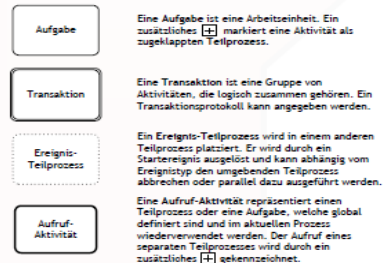 Aufgabe
Eine Aufgabe ist eine Arbeitseinheit. Ein
zusätzliches + markiert eine Aktivität als
zugeklappten Teilprozess.
Transaktion
Eine Transaktion ist eine Gruppe von
Aktivitäten, die logisch zusammen gehören. Ein
Transaktionsprotokoll kann angegeben werden.
Ereignis-
Teilprozess
Ein Ereignis-Teilprozess wird in einem anderen
Teilprozess platziert. Er wird durch ein
Startereignis ausgelöst und kann abhängig vom
Ereignistyp den umgebenden Teilprozess
abbrechen oder parallel dazu ausgeführt werden.
Aufruf-
Aktivität
Eine Aufruf-Aktivität repräsentiert einen
Teilprozess oder eine Aufgabe, welche global
definiert sind und im aktuellen Prozess
wiederverwendet werden. Der Aufruf eines
separaten Teilprozesses wird durch ein
zusätzliches + gekennzeichnet.